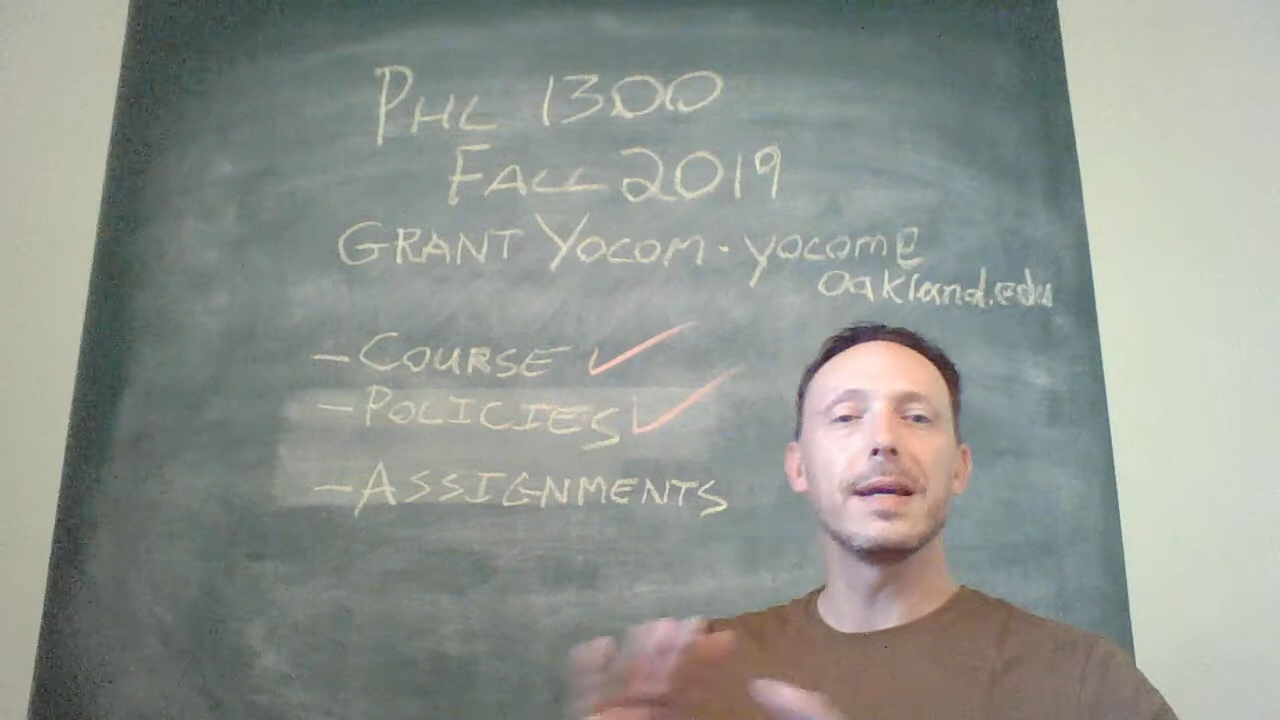 PHL 1300
FALL 2019
GRANT YOCOM - yocom@
oakland.edu
- COURSE ✓
- POLICIES ✓
- ASSIGNMENTS